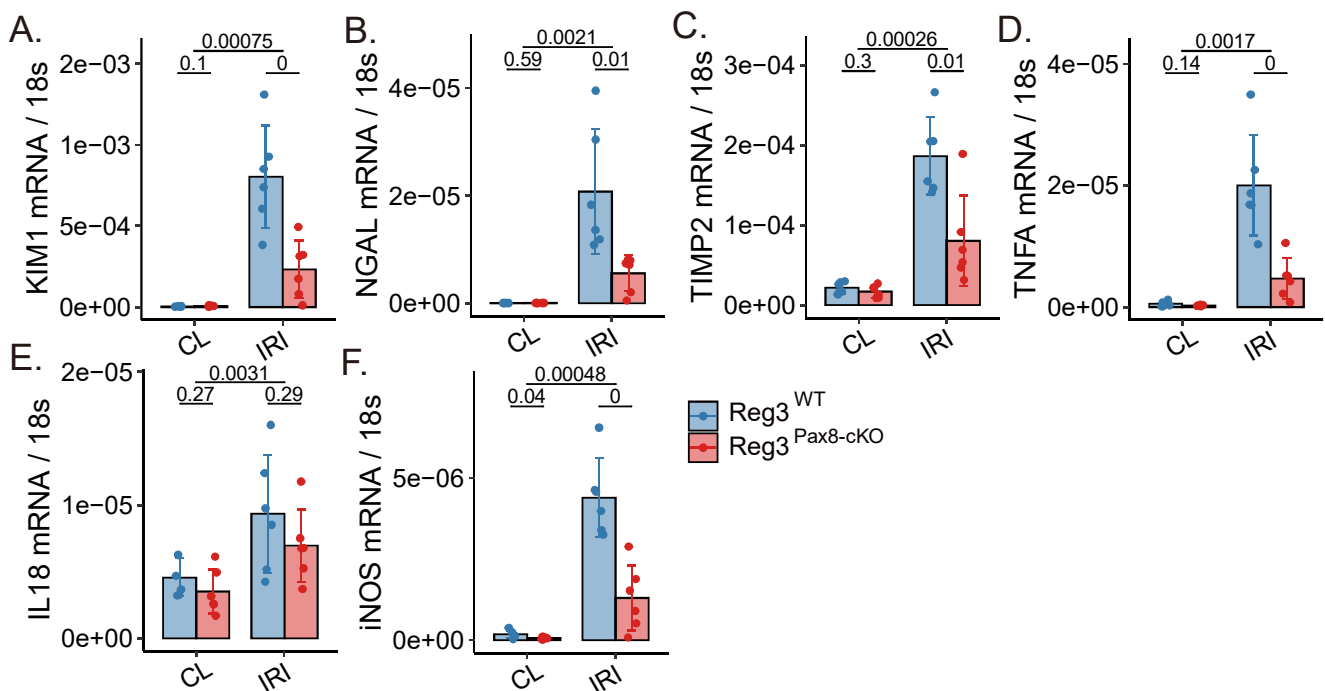 A.
KIM1 mRNA / 18s
2e−03
1e−03
5e−04
0e+00
0.00075
0.1
0
CL
IRI
B.
NGAL mRNA / 18s
4e−05
2e−05
0e+00
0.0021
0.59
0.01
CL
IRI
C.
TIMP2 mRNA / 18s
3e−04
2e−04
1e−04
0e+00
0.00026
0.3
0.01
CL
IRI
D.
TNFA mRNA / 18s
4e−05
2e−05
0e+00
0.0017
0.14
0
CL
IRI
E.
IL18 mRNA / 18s
2e−05
1e−05
0e+00
0.0031
0.27
0.29
CL
IRI
F.
iNOS mRNA / 18s
5e−06
0e+00
0.00048
0.04
0
CL
IRI
Reg3 WT
Reg3 Pax8-cKO